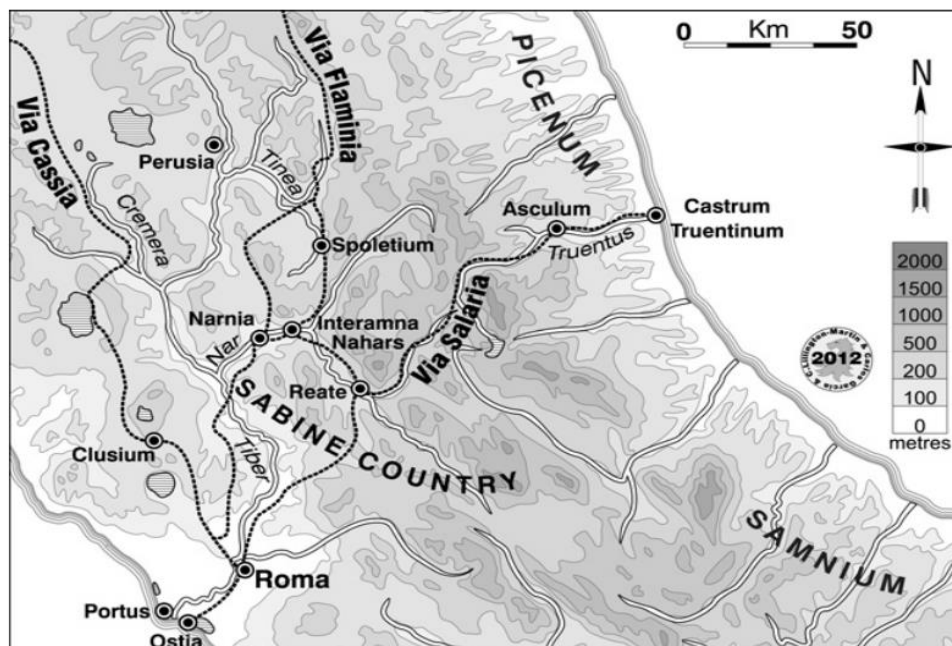 0 Km 50
PICENUM
N
Via Flaminia
Via Cassia
Perusia
Tinea
Cremera
Asculum
Castrum
Truentinum
Truentus
Spoletium
2000
1500
1000
500
200
100
0
metres
Via Salaria
Narnia
Interamna
Nahars
Nar
2012
Reate
SABINE COUNTRY
Clusium
Tiber
SAMNIUM
Roma
Portus
Ostia